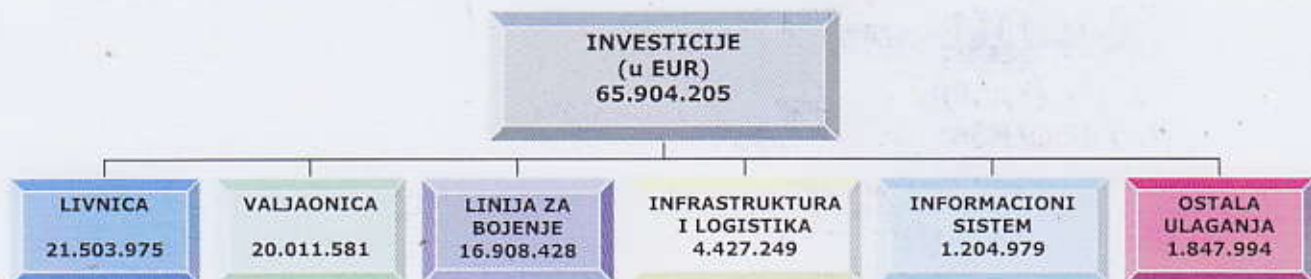 INVESTICIJE
(u EUR)
65.904.205
LIVNICA
21.503.975
VALJAONICA
20.011.581
LINIJA ZA
BOJENJE
16.908.428
INFRASTRUKTURA
I LOGISTIKA
4.427.249
INFORMACIONI
SISTEM
1.204.979
OSTALA
ULAGANJA
1.847.994